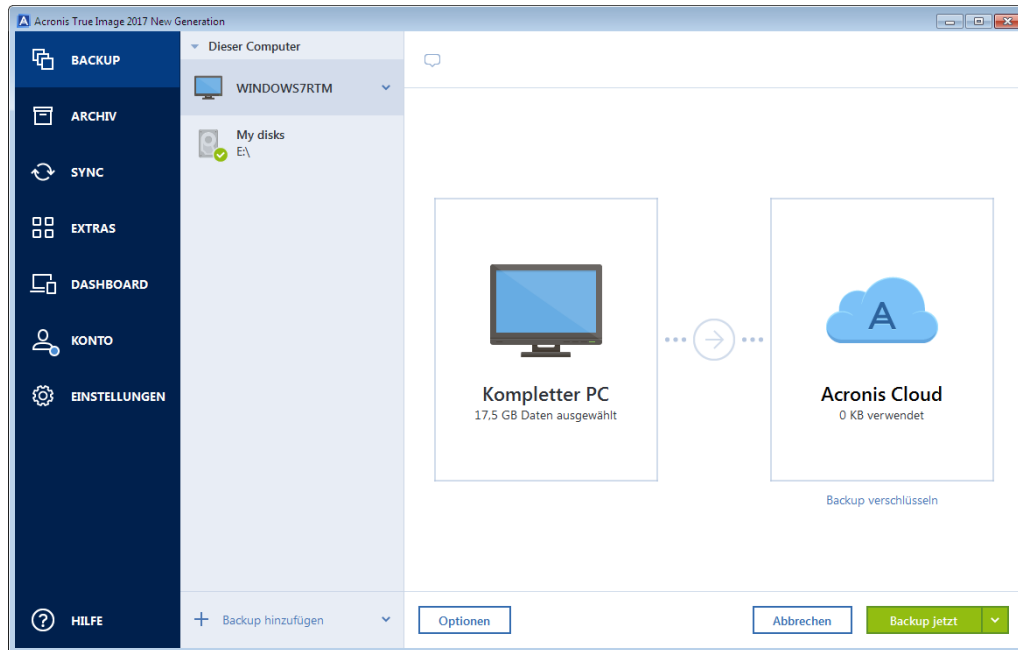 Acronis True Image 2017 New Generation
BACKUP
ARCHIV
SYNC
EXTRAS
DASHBOARD
KONTO
EINSTELLUNGEN
HILFE
Dieser Computer
WINDOWS7RTM
My disks
E:\
Backup hinzufügen
Kompletter PC
17,5 GB Daten ausgewählt
Acronis Cloud
0 KB verwendet
Backup verschlüsseln
Optionen
Abbrechen
Backup jetzt